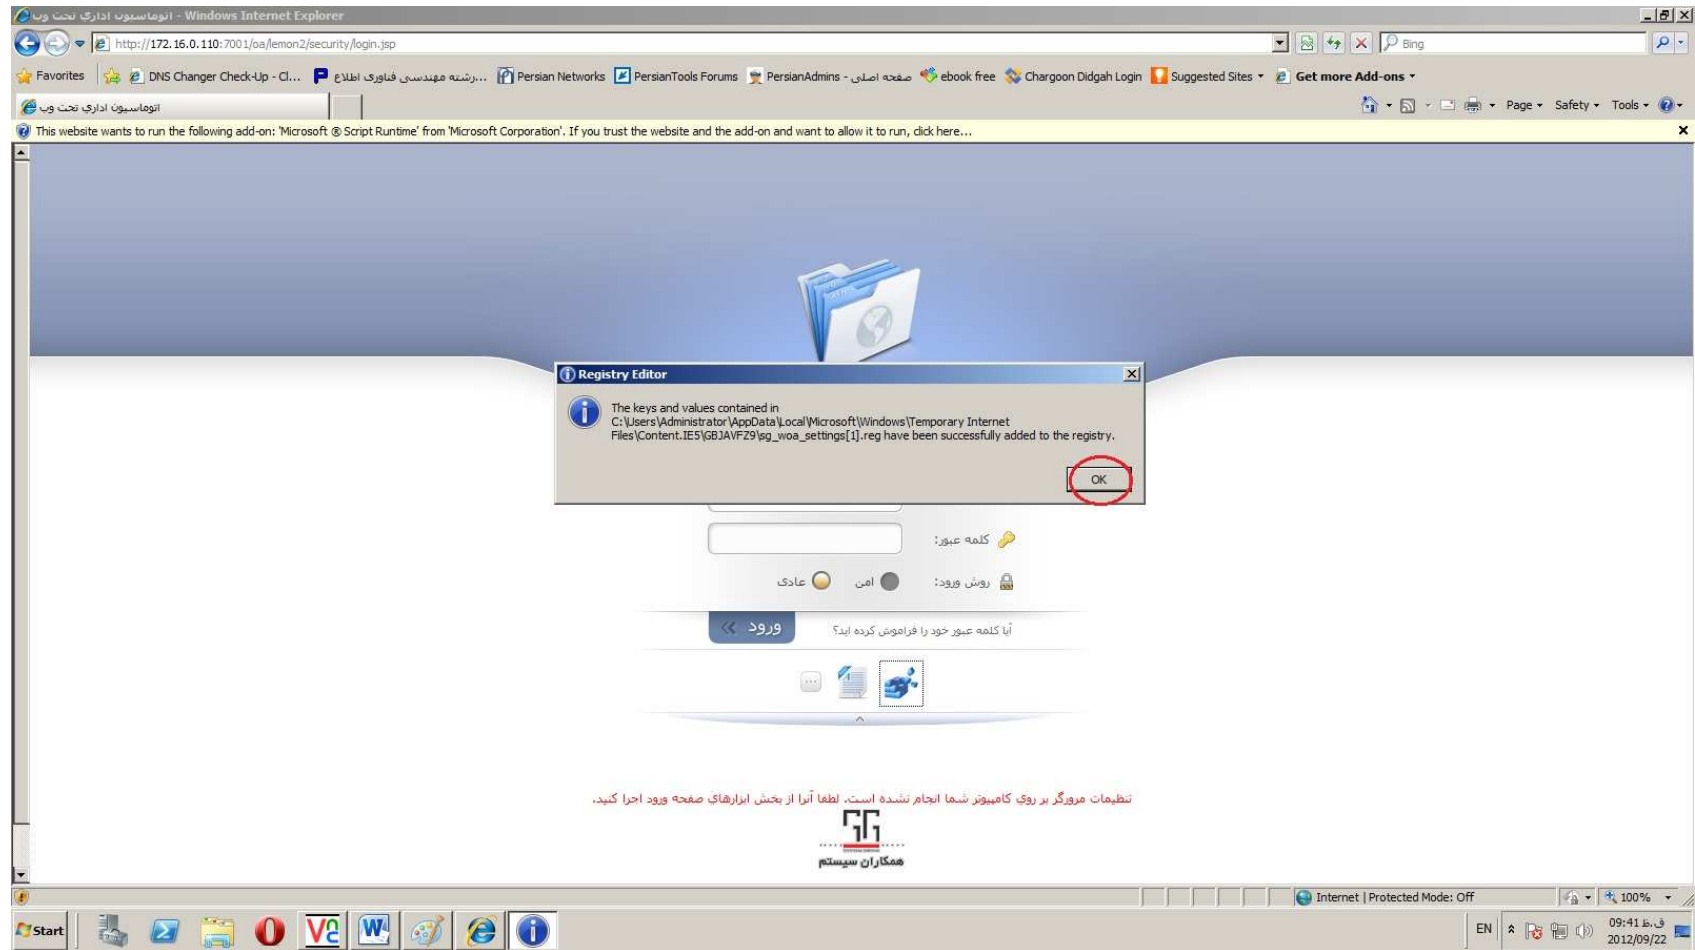 اتوماسیون اداري تحت وب - Windows Internet Explorer
http://172.16.0.110:7001/oa/lemon2/security/login.jsp
Bing
Favorites
DNS Changer Check-Up - Cl...
رشته مهندسی فناوری اطلاع...
Persian Networks
PersianTools Forums
PersianAdmins - صفحه اصلی
ebook free
Chargoon Didgah Login
Suggested Sites
Get more Add-ons
اتوماسیون اداري تحت وب
Page
Safety
Tools
This website wants to run the following add-on: 'Microsoft ® Script Runtime' from 'Microsoft Corporation'. If you trust the website and the add-on and want to allow it to run, click here...
Registry Editor
The keys and values contained in
C:\Users\Administrator\AppData\Local\Microsoft\Windows\Temporary Internet
Files\Content.IE5\GBJAVFZ9\sg_woa_settings[1].reg have been successfully added to the registry.
OK
کلمه عبور:
روش ورود: امن عادی
آیا کلمه عبور خود را فراموش کرده اید؟
ورود
تنظیمات مرورگر بر روي کامپیوتر شما انجام نشده است. لطفا آنرا از بخش ابزارهاي صفحه ورود اجرا کنید.
همکاران سیستم
Internet | Protected Mode: Off
100%
Start
EN
09:41 ق.ظ
2012/09/22